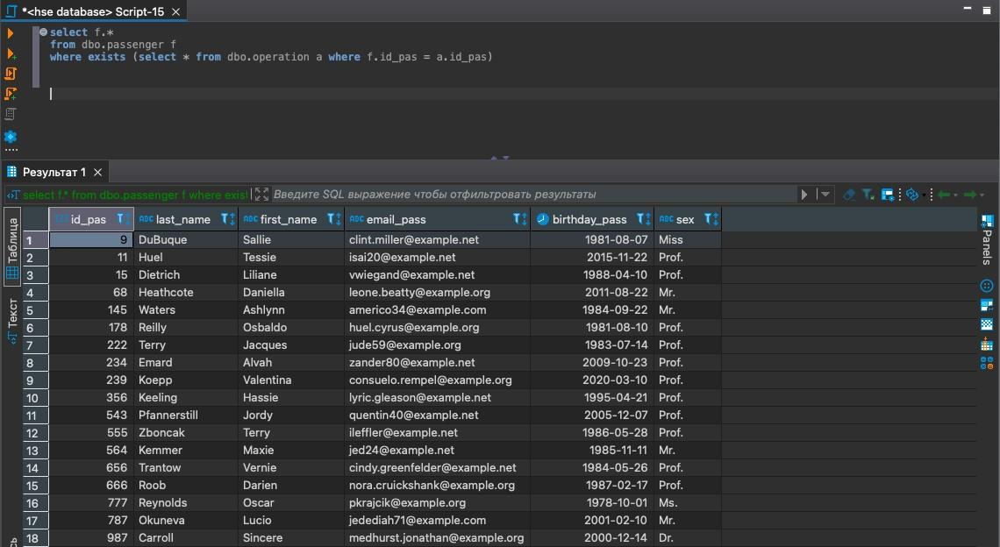 *<hse database> Script-15
select f.*
from dbo.passenger f
where exists (select * from dbo.operation a where f.id_pas = a.id_pas)
Результат 1
select f.* from dbo.passenger f where exist
Введите SQL выражение чтобы отфильтровать результаты
Таблица
Текст
Panels
id_pas ABC last_name ABC first_name ABC email_pass birthday_pass ABC sex
1 9 DuBuque Sallie clint.miller@example.net 1981-08-07 Miss
2 11 Huel Tessie isai20@example.net 2015-11-22 Prof.
3 15 Dietrich Liliane vwiegand@example.net 1988-04-10 Prof.
4 68 Heathcote Daniella leone.beatty@example.org 2011-08-22 Mr.
5 145 Waters Ashlynn americo34@example.com 1984-09-22 Mr.
6 178 Reilly Osbaldo huel.cyrus@example.org 1981-08-10 Prof.
7 222 Terry Jacques jude59@example.org 1983-07-14 Prof.
8 234 Emard Alvah zander80@example.net 2009-10-23 Prof.
9 239 Koepp Valentina consuelo.rempel@example.org 2020-03-10 Prof.
10 356 Keeling Hassie lyric.gleason@example.net 1995-04-21 Prof.
11 543 Pfannerstill Jordy quentin40@example.net 2005-12-07 Prof.
12 555 Zboncak Terry ileffler@example.net 1986-05-28 Prof.
13 564 Kemmer Maxie jed24@example.net 1985-11-11 Mr.
14 656 Trantow Vernie cindy.greenfelder@example.net 1984-05-26 Prof.
15 666 Roob Darien nora.cruickshank@example.org 1987-02-17 Prof.
16 777 Reynolds Oscar pkrajcik@example.org 1978-10-01 Ms.
17 787 Okuneva Lucio jedediah71@example.com 2001-02-10 Mr.
18 987 Carroll Sincere medhurst.jonathan@example.org 2000-12-14 Dr.